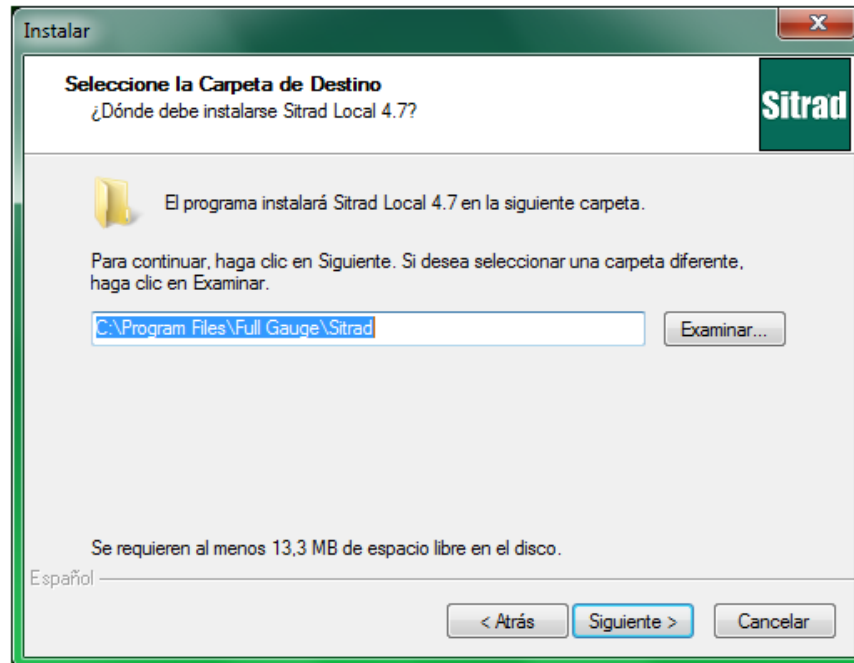 Instalar
Seleccione la Carpeta de Destino
¿Dónde debe instalarse Sitrad Local 4.7?
Sitrad
El programa instalará Sitrad Local 4.7 en la siguiente carpeta.
Para continuar, haga clic en Siguiente. Si desea seleccionar una carpeta diferente,
haga clic en Examinar.
C:\Program Files\Full Gauge\Sitrad
Examinar...
Se requieren al menos 13,3 MB de espacio libre en el disco.
Español
< Atrás
Siguiente >
Cancelar